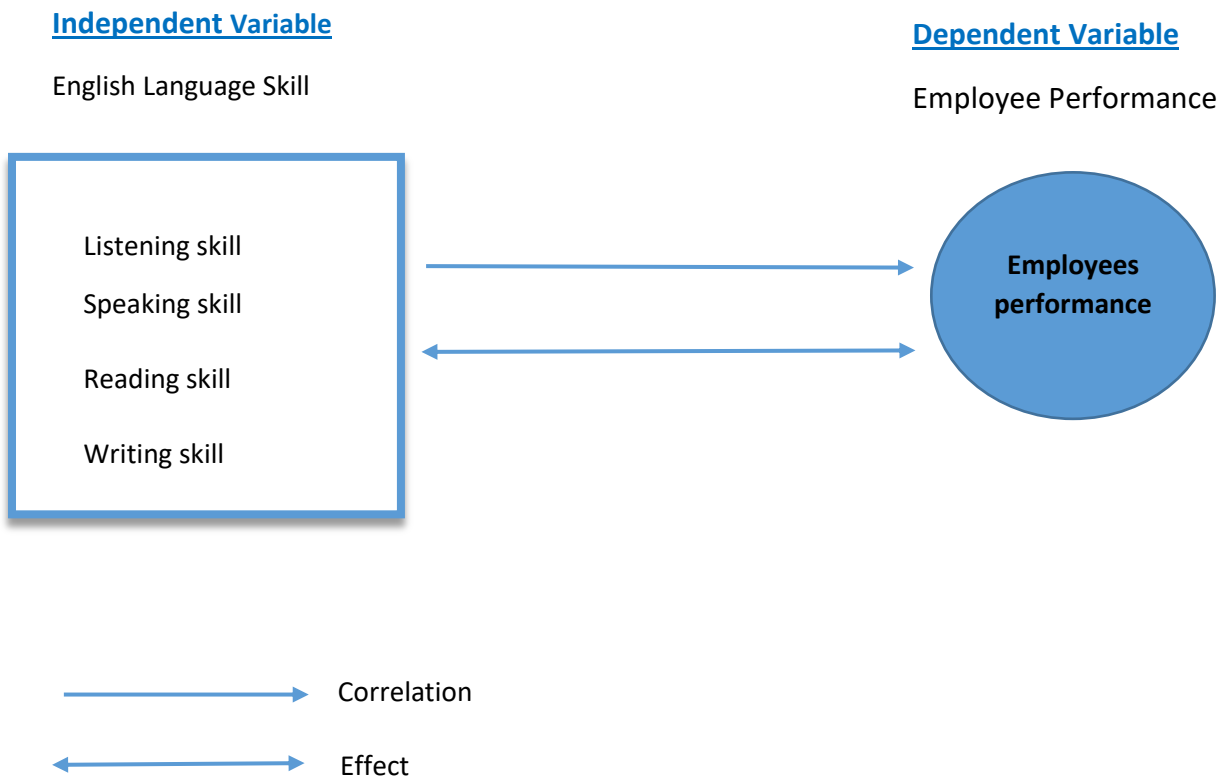 Independent Variable
Dependent Variable
English Language Skill
Employee Performance
Listening skill
Speaking skill
Reading skill
Writing skill
Employees
performance
Correlation
Effect